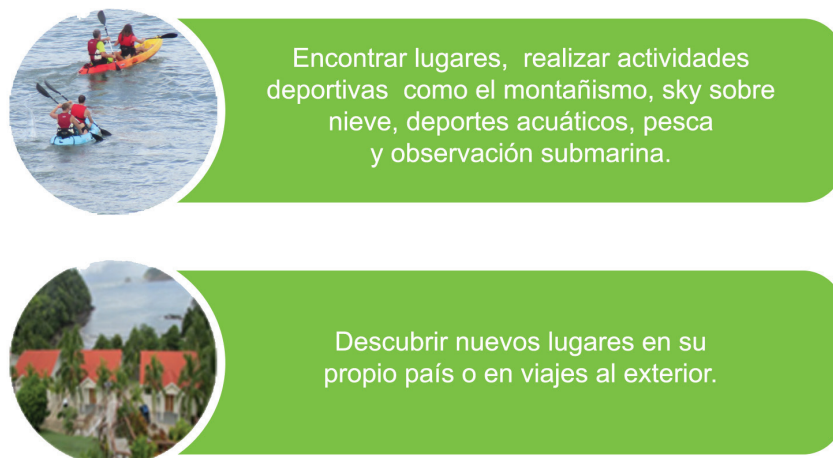 Encontrar lugares,  realizar actividades
deportivas  como el montañismo, sky sobre
nieve, deportes acuáticos, pesca
y observación submarina.
Descubrir nuevos lugares en su
propio país o en viajes al exterior.